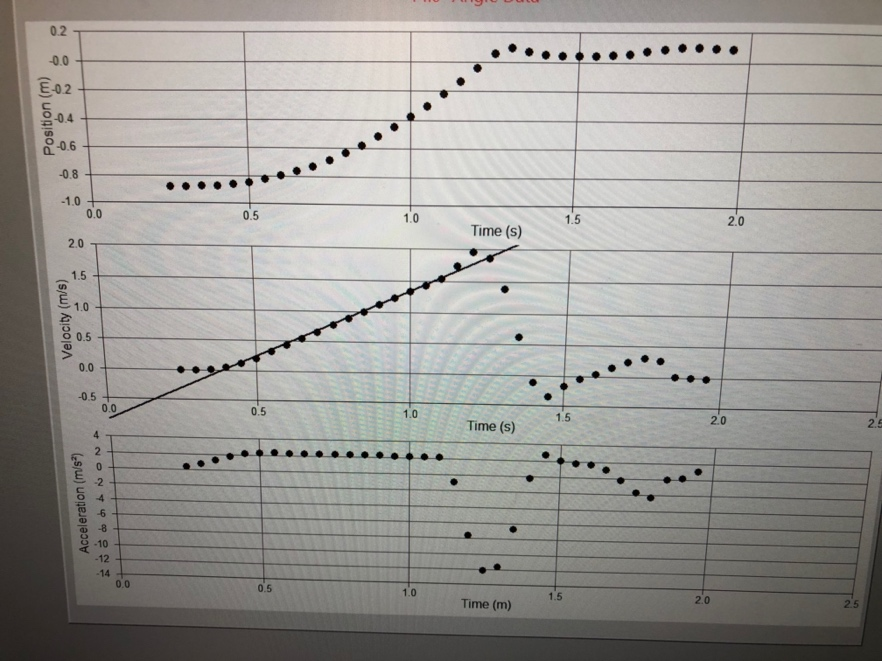 Angle Data
0.2
-0.0
-0.2
-0.4
-0.6
-0.8
-1.0
Position (m)
0.0 0.5 1.0 1.5 2.0
Time (s)
2.0
1.5
1.0
0.5
0.0
-0.5
Velocity (m/s)
0.0 0.5 1.0 1.5 2.0 2.5
Time (s)
4
2
0
-2
-4
-6
-8
-10
-12
-14
Acceleration (m/s²)
0.0 0.5 1.0 1.5 2.0 2.5
Time (m)